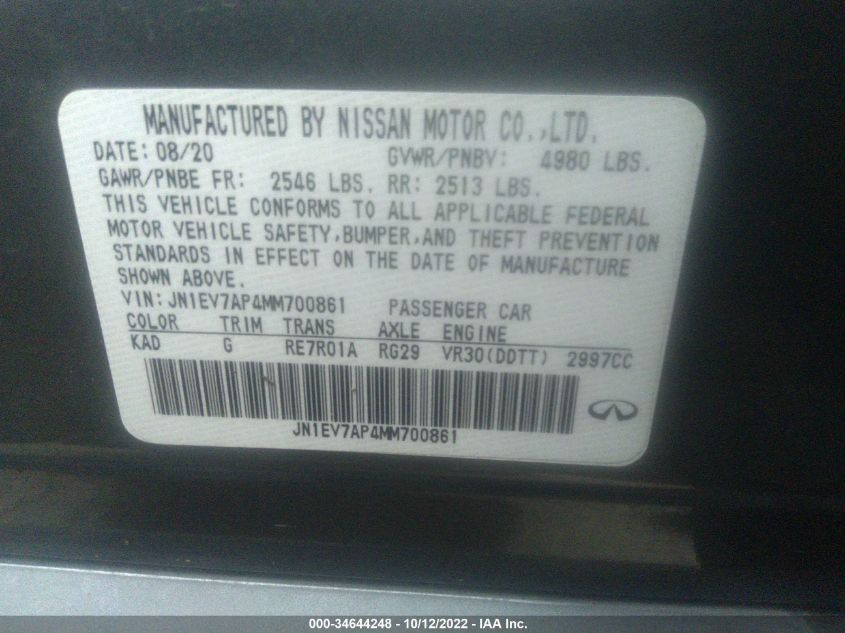 MANUFACTURED BY NISSAN MOTOR CO.,LTD.
DATE: 08/20 GVWR/PNBV: 4980 LBS.
GAWR/PNBE FR: 2546 LBS. RR: 2513 LBS.
THIS VEHICLE CONFORMS TO ALL APPLICABLE FEDERAL
MOTOR VEHICLE SAFETY,BUMPER,AND THEFT PREVENTION
STANDARDS IN EFFECT ON THE DATE OF MANUFACTURE
SHOWN ABOVE.
VIN: JN1EV7AP4MM700861 PASSENGER CAR
COLOR TRIM TRANS AXLE ENGINE
KAD G RE7R01A RG29 VR30(DDTT) 2997CC
JN1EV7AP4MM700861
000-34644248 - 10/12/2022 - IAA Inc.